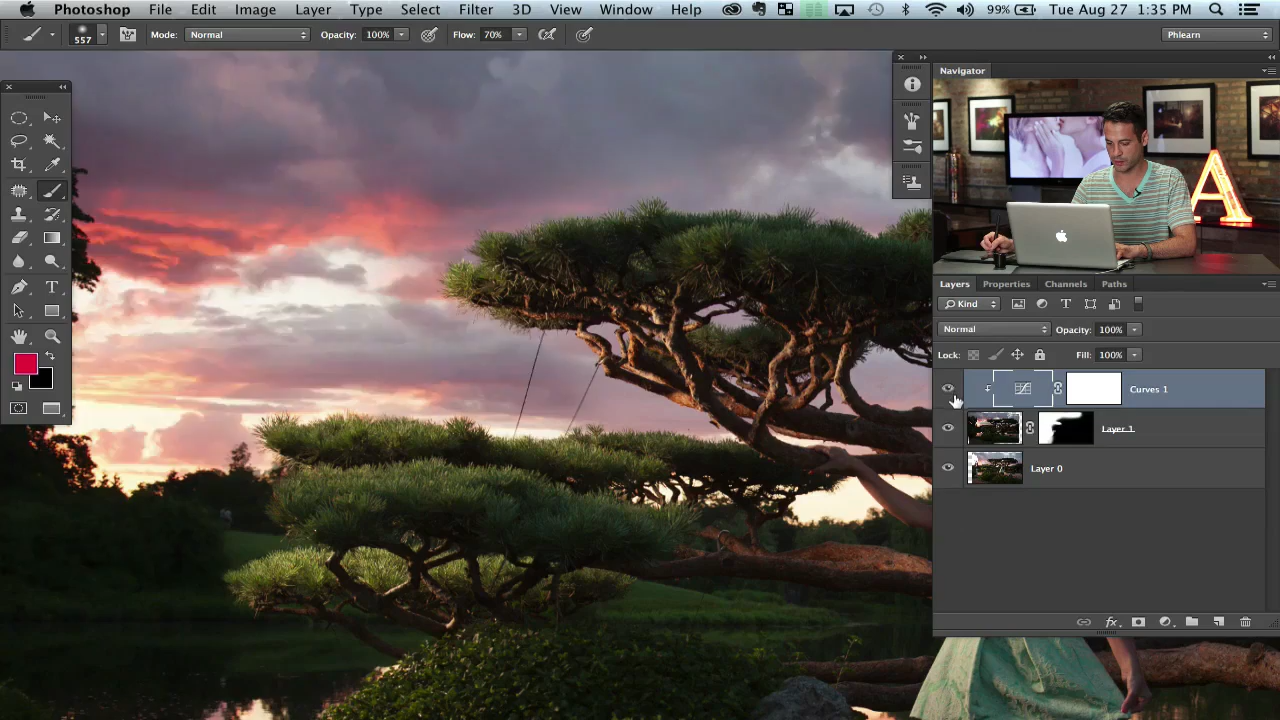 Photoshop File Edit Image Layer Type Select Filter 3D View Window Help 99% Tue Aug 27 1:35 PM
557 Mode: Normal Opacity: 100% Flow: 70% Phlearn
Navigator
A
Layers Properties Channels Paths
Kind T
Normal Opacity: 100%
Lock: Fill: 100%
Curves 1
Layer 1
Layer 0
T
fx